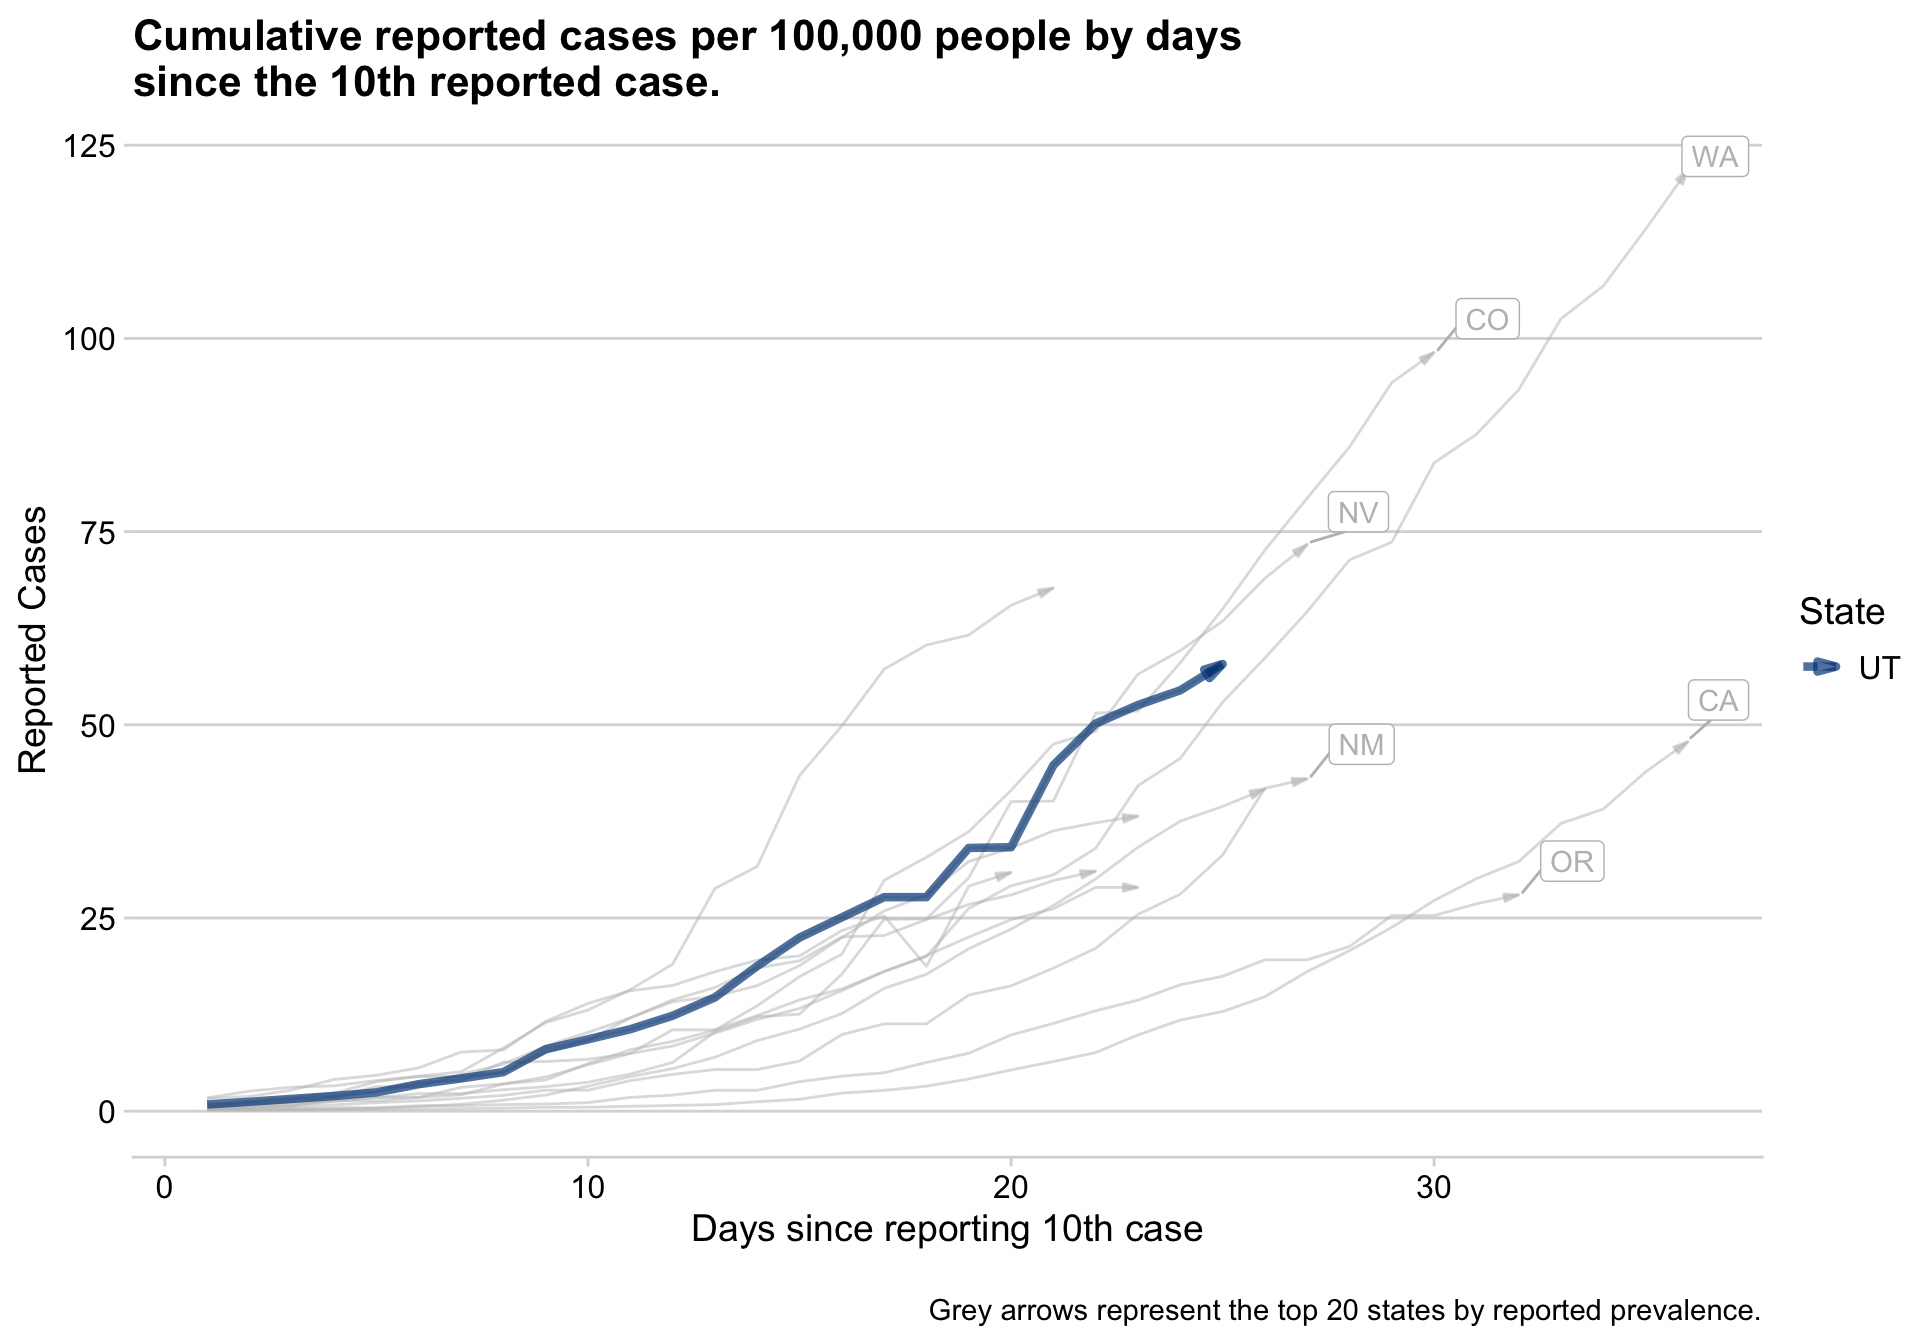 Cumulative reported cases per 100,000 people by days
since the 10th reported case.
125
100
75
50
25
0
Reported Cases
WA
CO
NV
CA
NM
OR
State
UT
0 10 20 30
Days since reporting 10th case
Grey arrows represent the top 20 states by reported prevalence.